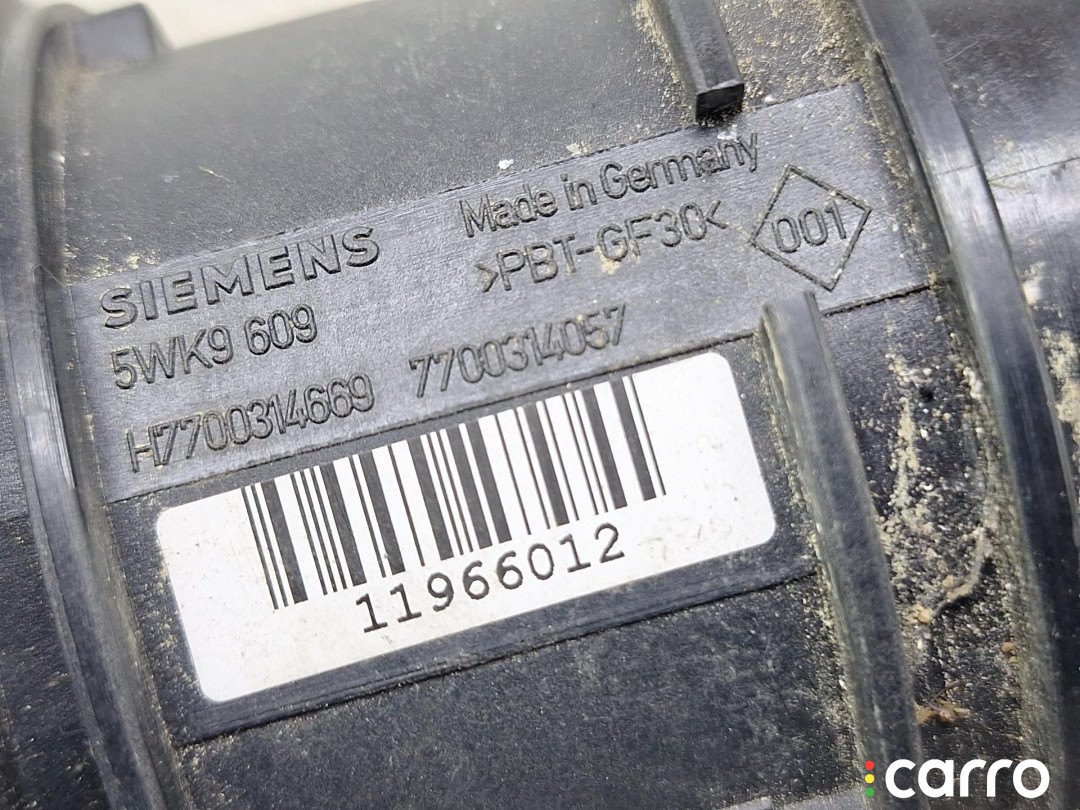 Made in Germany
SIEMENS >PBT-GF30< 001
5WK9 609
H7700314669 7700314057
11966012
carro